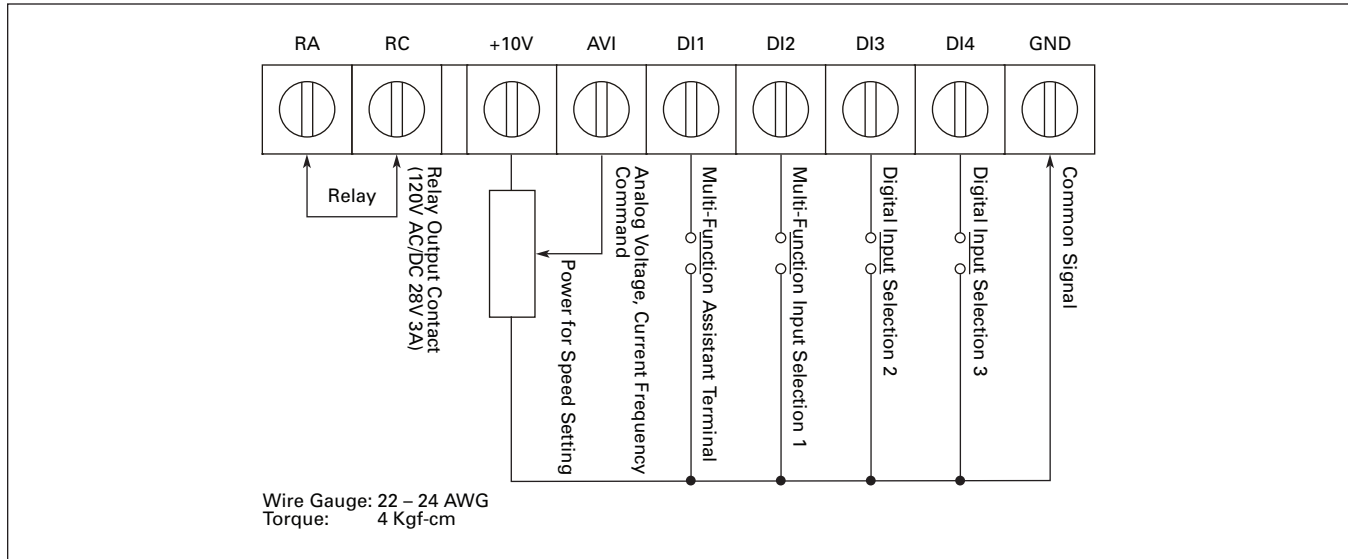 RA RC +10V AVI DI1 DI2 DI3 DI4 GND
Relay
Relay Output Contact
(120V AC/DC 28V 3A)
Power for Speed Setting
Analog Voltage, Current Frequency
Command
Multi-Function Assistant Terminal
Multi-Function Input Selection 1
Digital Input Selection 2
Digital Input Selection 3
Common Signal
Wire Gauge: 22 – 24 AWG
Torque: 4 Kgf-cm